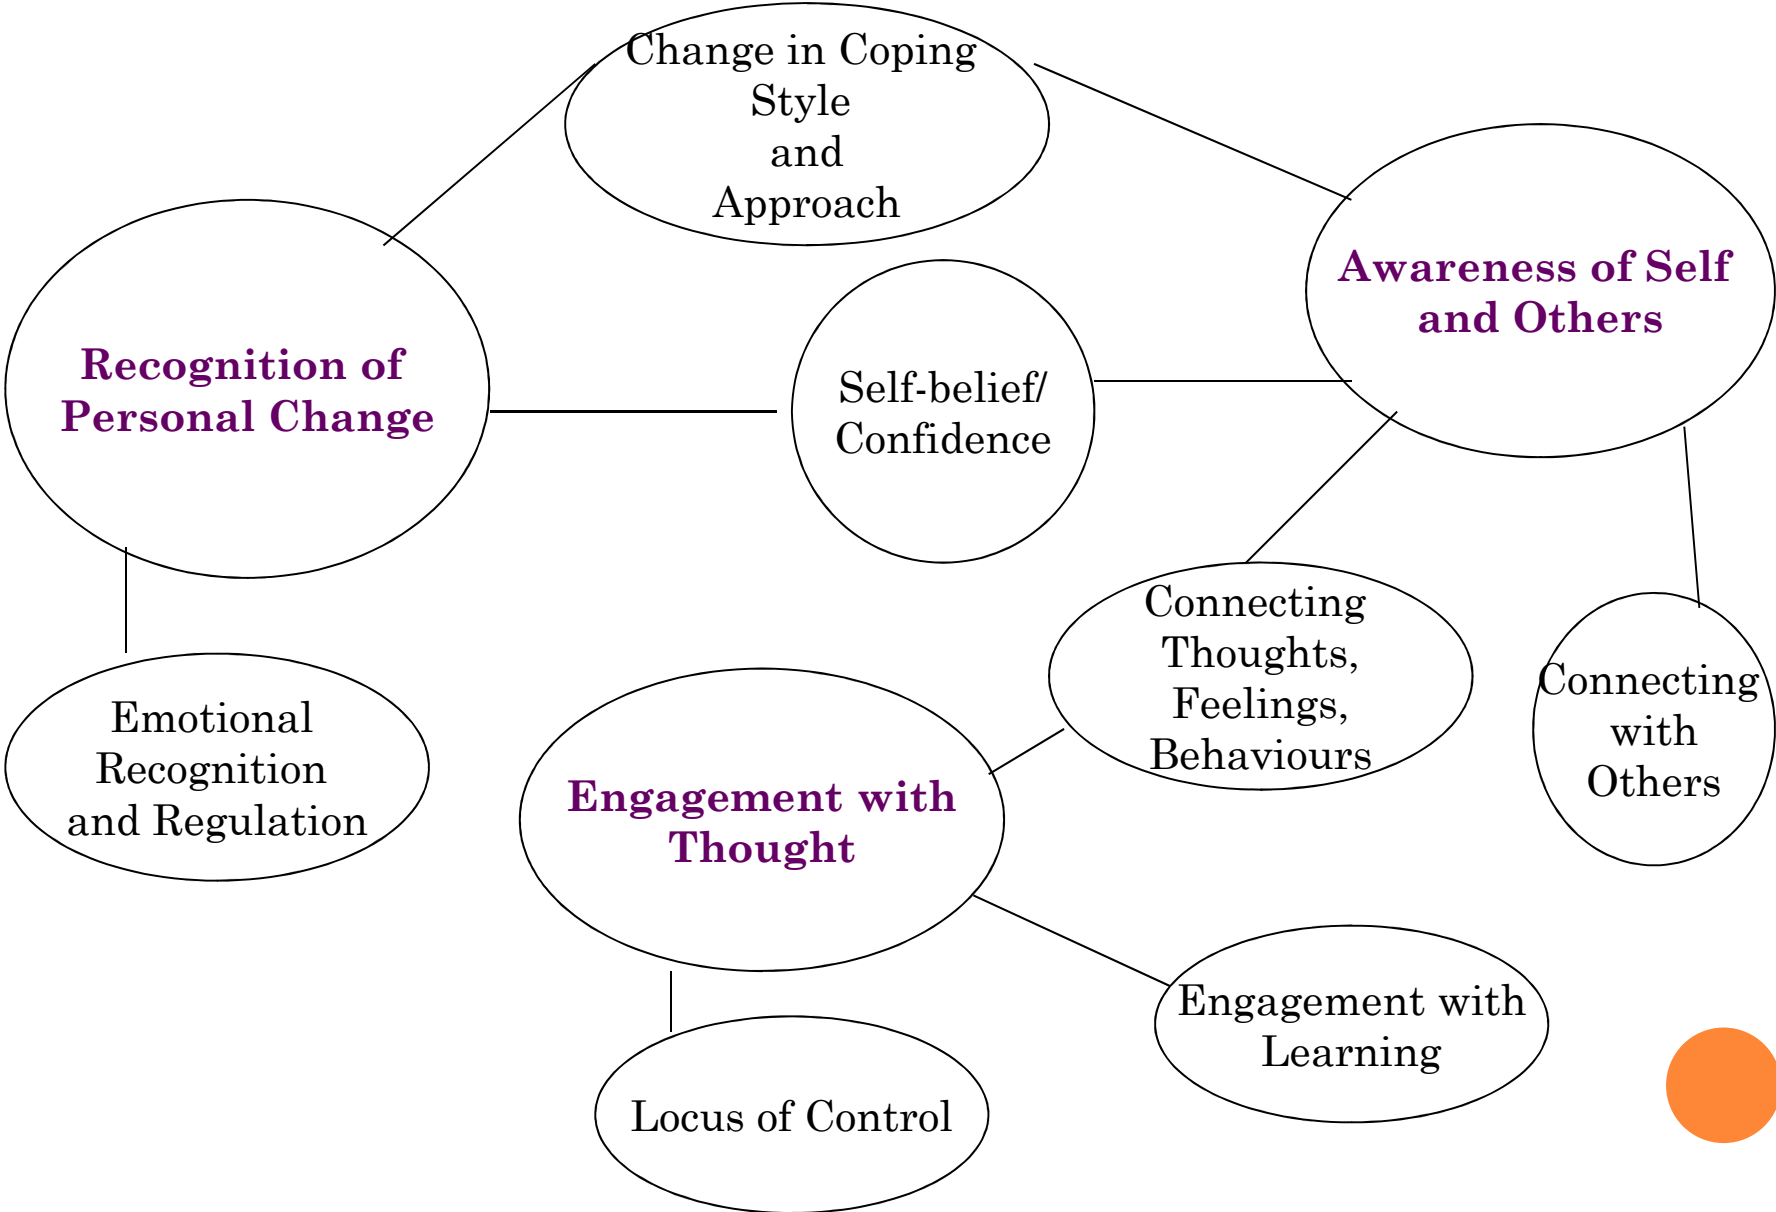 Change in Coping
Style
and
Approach
Awareness of Self
and Others
Recognition of
Personal Change
Self-belief/
Confidence
Connecting
Thoughts,
Feelings,
Behaviours
Connecting
with
Others
Emotional
Recognition
and Regulation
Engagement with
Thought
Engagement with
Learning
Locus of Control